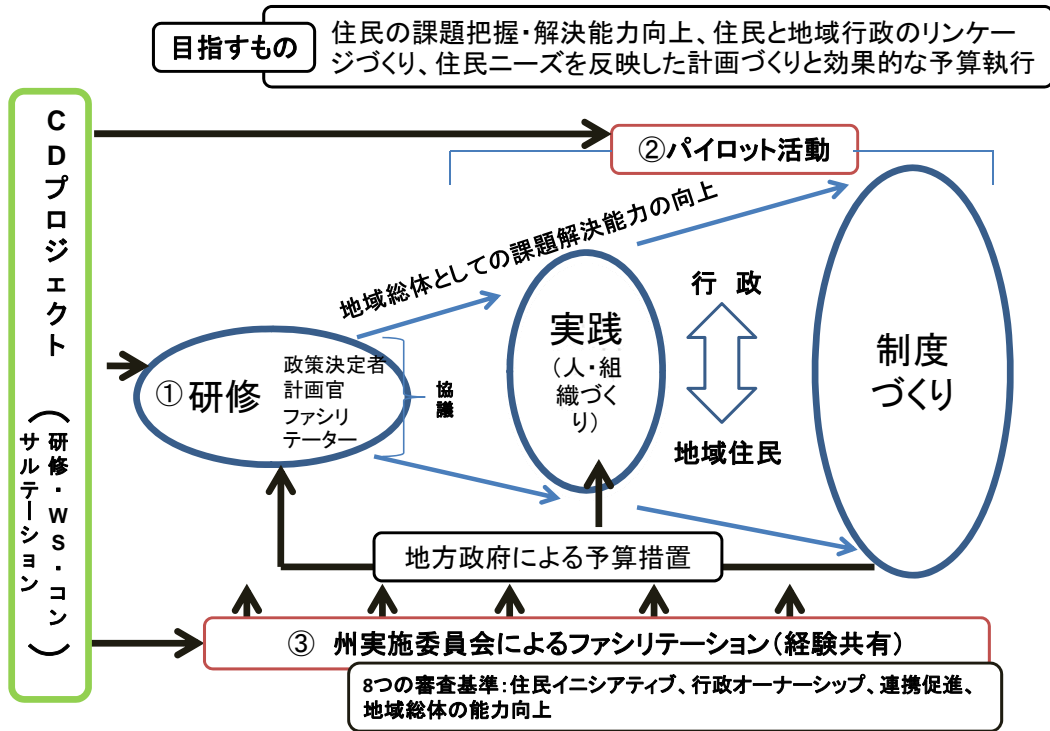 目指すもの
住民の課題把握・解決能力向上、住民と地域行政のリンケー
ジづくり、住民ニーズを反映した計画づくりと効果的な予算執行
CDプロジェクト
（研修・WS・コン
サルテーション）
②パイロット活動
地域総体としての課題解決能力の向上
①研修
政策決定者
計画官
ファシリ
テーター
協議
実践
（人・組
織づく
り）
行 政
地域住民
制度
づくり
地方政府による予算措置
③ 州実施委員会によるファシリテーション（経験共有）
8つの審査基準：住民イニシアティブ、行政オーナーシップ、連携促進、
地域総体の能力向上